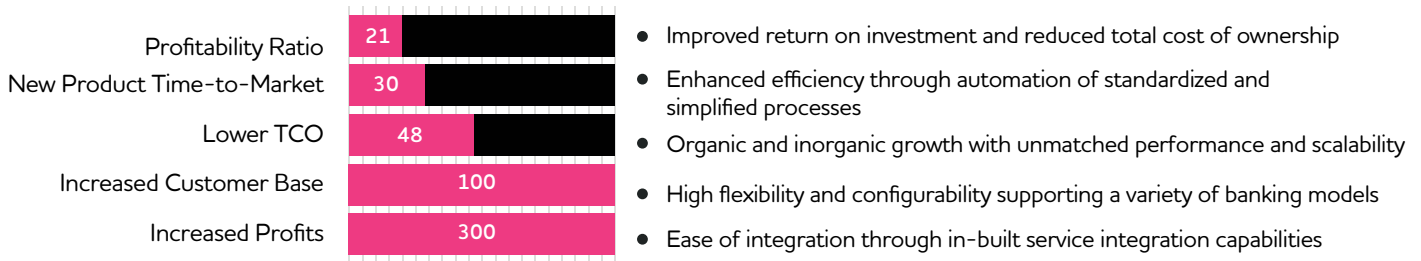 Profitability Ratio 21
New Product Time-to-Market 30
Lower TCO 48
Increased Customer Base 100
Increased Profits 300
• Improved return on investment and reduced total cost of ownership
• Enhanced efficiency through automation of standardized and
simplified processes
• Organic and inorganic growth with unmatched performance and scalability
• High flexibility and configurability supporting a variety of banking models
• Ease of integration through in-built service integration capabilities